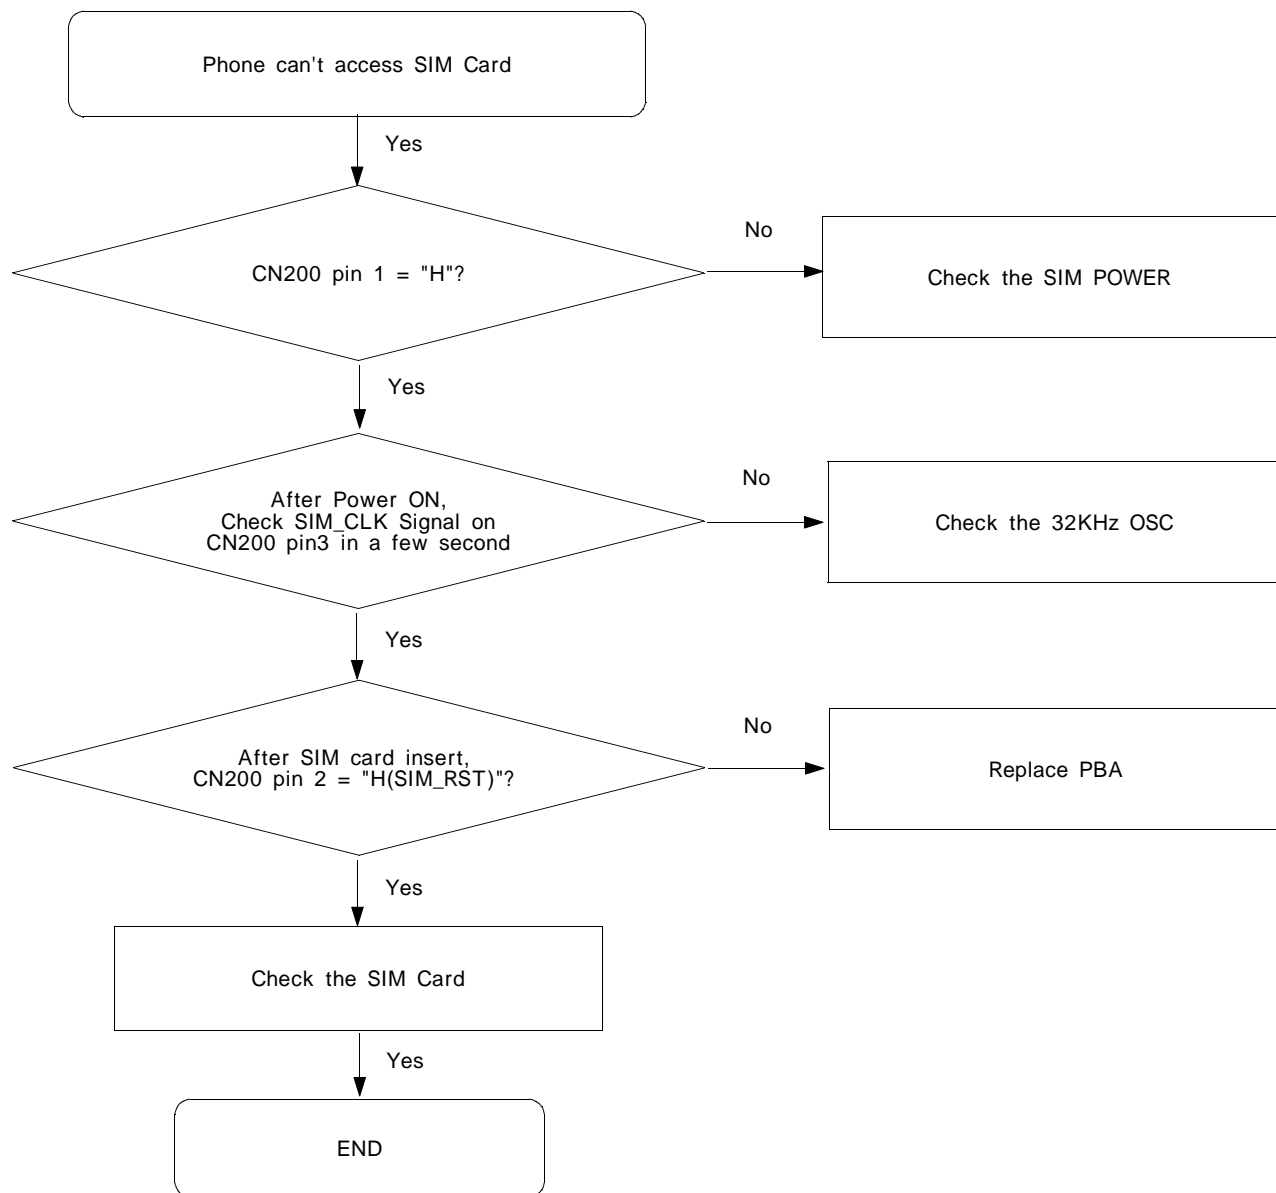 Phone can't access SIM Card
Yes
CN200 pin 1 = "H"?
No
Check the SIM POWER
Yes
After Power ON,
Check SIM_CLK Signal on
CN200 pin3 in a few second
No
Check the 32KHz OSC
Yes
After SIM card insert,
CN200 pin 2 = "H(SIM_RST)"?
No
Replace PBA
Yes
Check the SIM Card
Yes
END